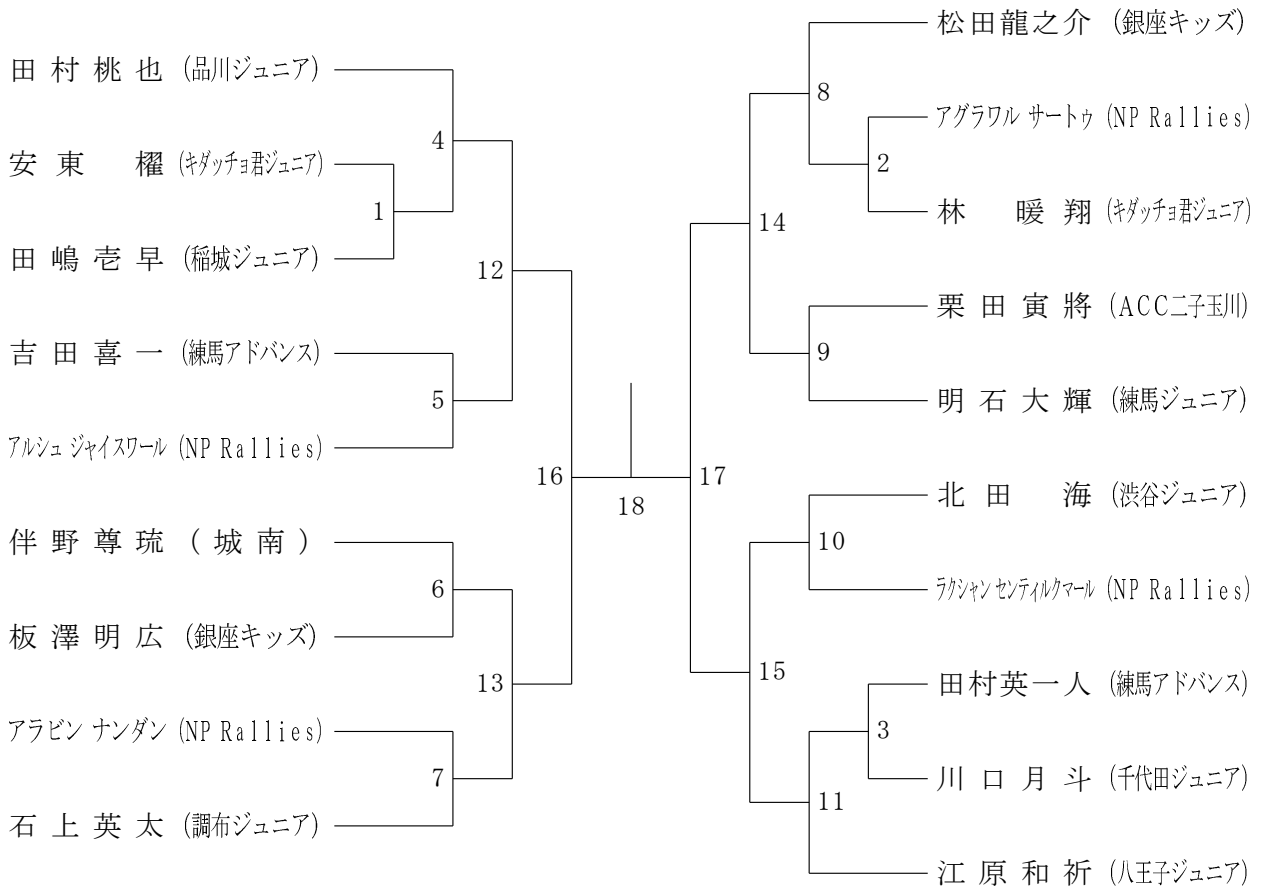 田村桃也 (品川ジュニア)
4
安東 櫂 (キダッチョ君ジュニア)
1
田嶋壱早 (稲城ジュニア)
12
吉田喜一 (練馬アドバンス)
5
アルシュ ジャイスワール (NP Rallies)
16
伴野尊琉 (城南)
6
板澤明広 (銀座キッズ)
13
アラビン ナンダン (NP Rallies)
7
石上英太 (調布ジュニア)
18
松田龍之介 (銀座キッズ)
8
アグラワル サートゥ (NP Rallies)
2
林 暖翔 (キダッチョ君ジュニア)
14
栗田寅將 (ACC二子玉川)
9
明石大輝 (練馬ジュニア)
17
北田 海 (渋谷ジュニア)
10
ラクシャン センティルクマール (NP Rallies)
15
田村英一人 (練馬アドバンス)
3
川口月斗 (千代田ジュニア)
11
江原和祈 (八王子ジュニア)